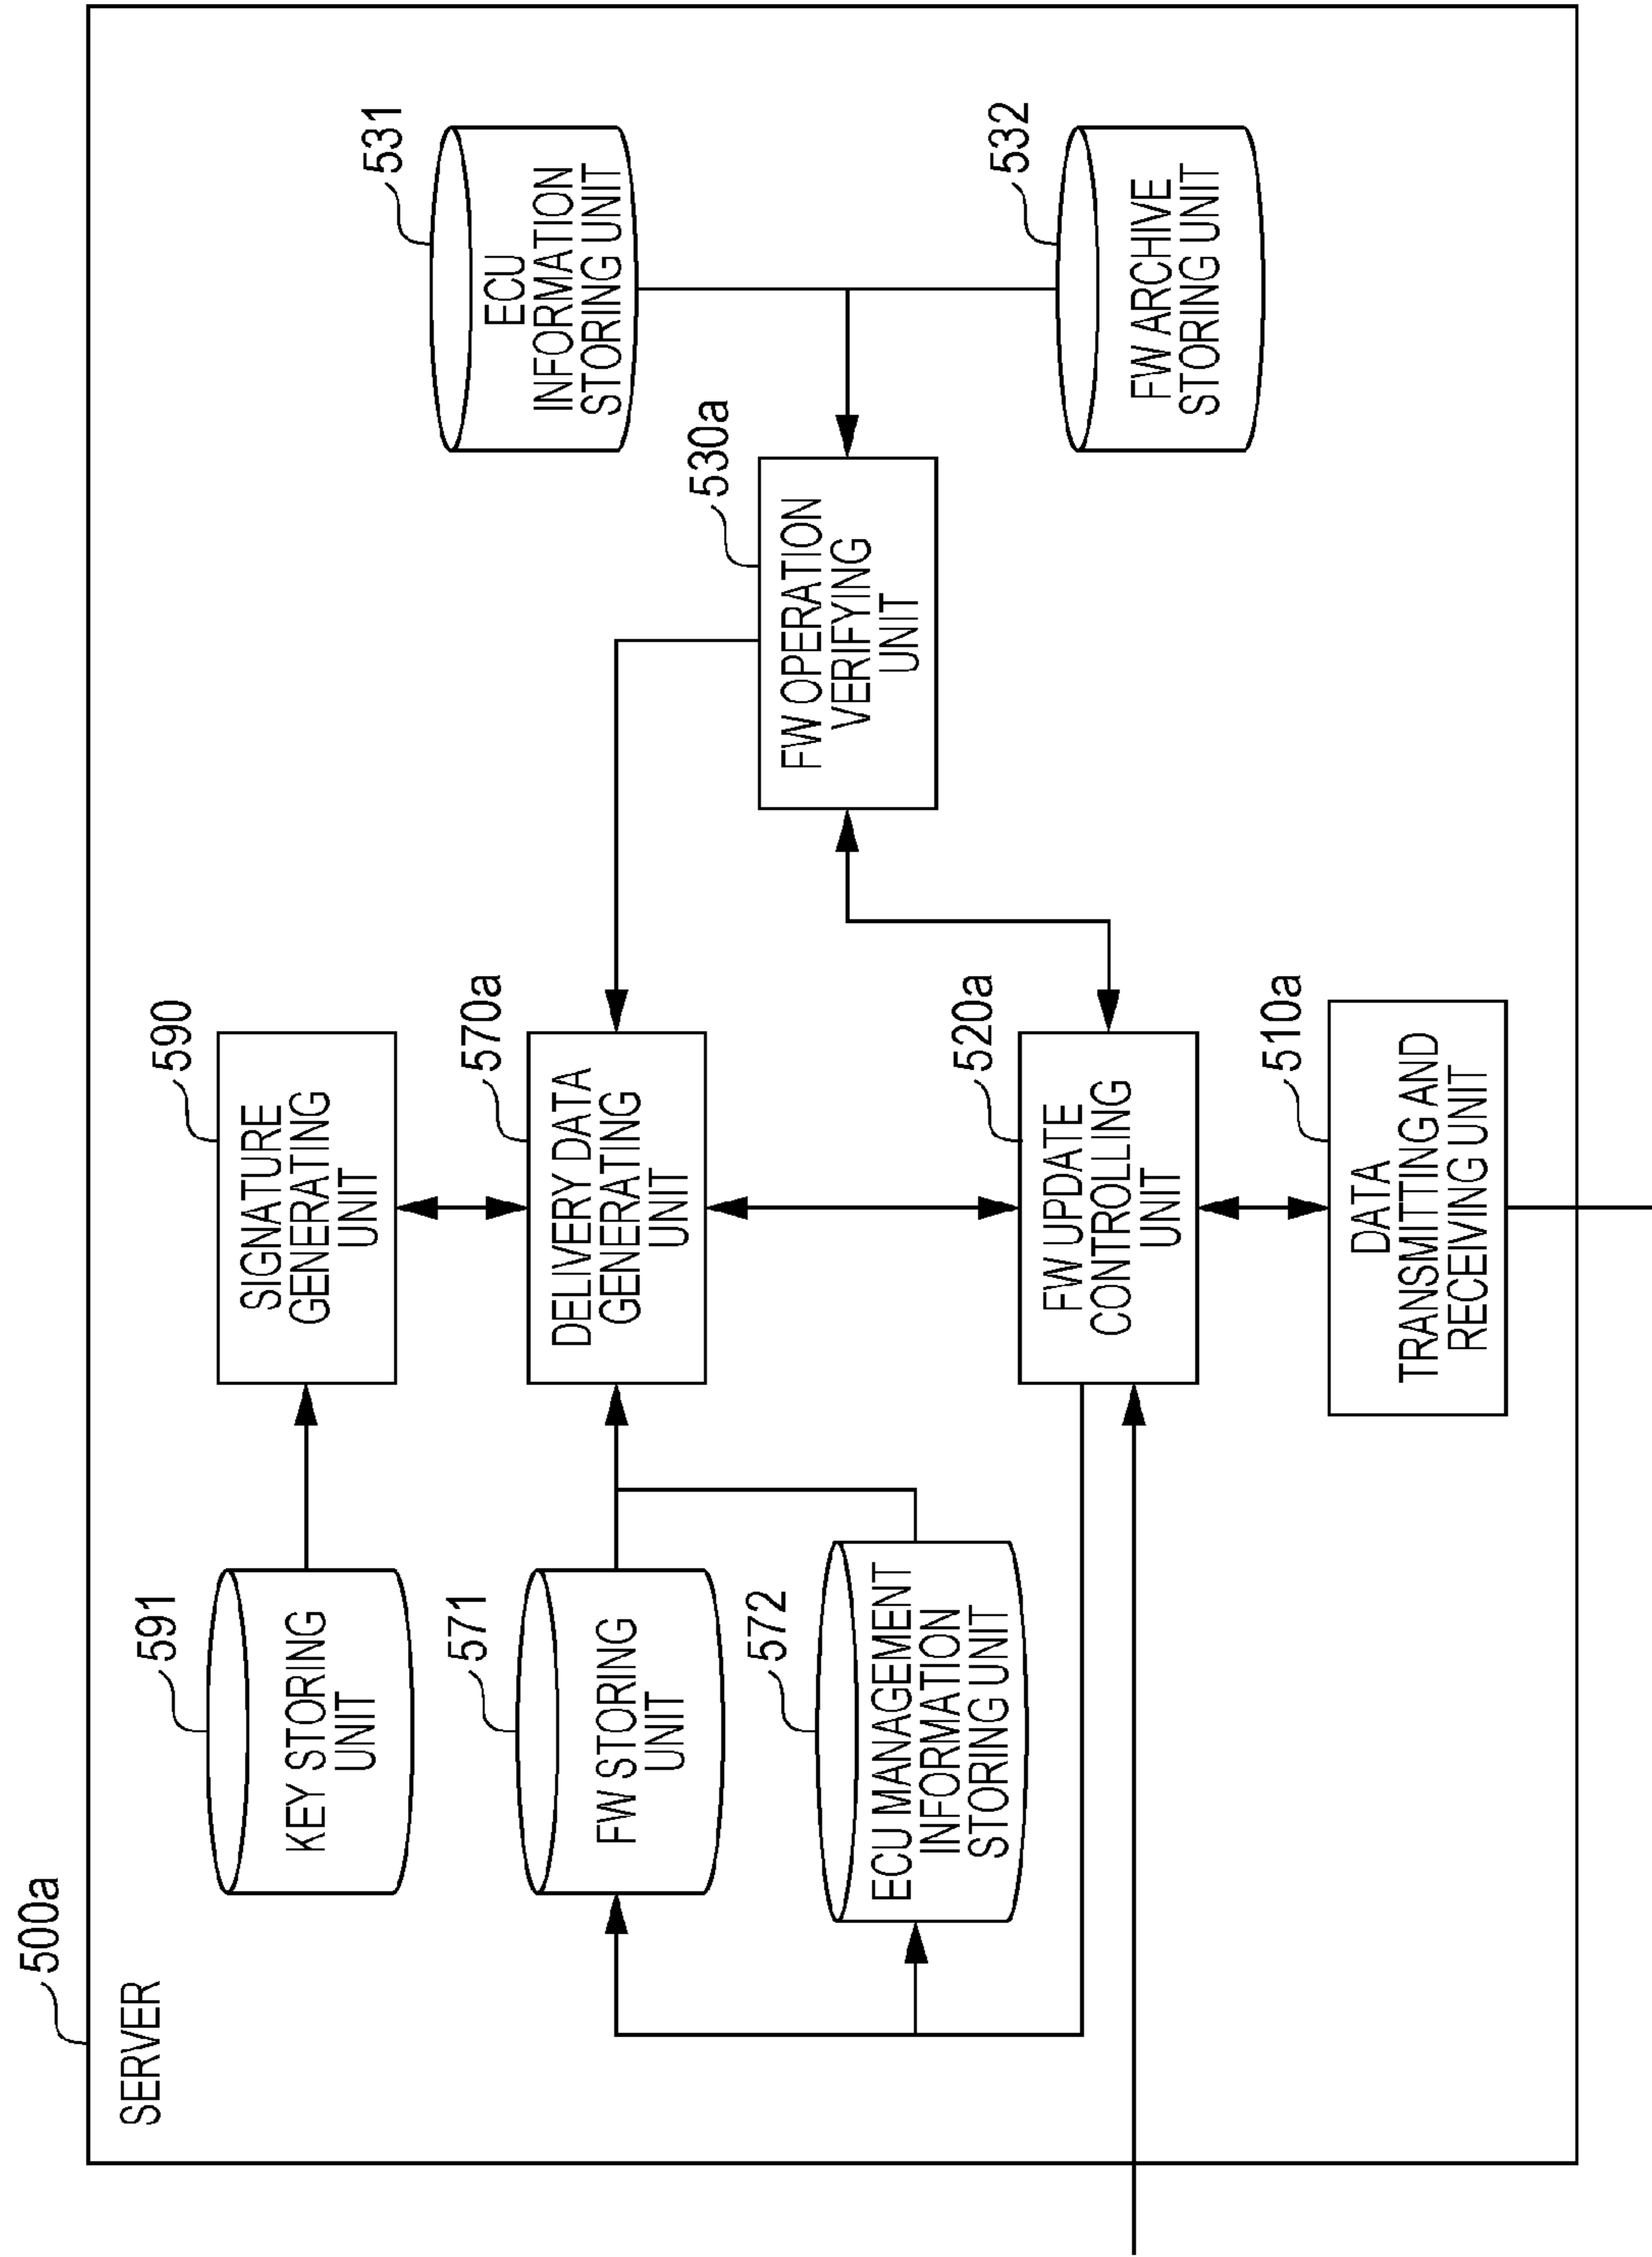 500a
SERVER
591
KEY STORING
UNIT
590
SIGNATURE
GENERATING
UNIT
571
FW STORING
UNIT
570a
DELIVERY DATA
GENERATING
UNIT
531
ECU
INFORMATION
STORING UNIT
572
ECU MANAGEMENT
INFORMATION
STORING UNIT
530a
FW OPERATION
VERIFYING
UNIT
520a
FW UPDATE
CONTROLLING
UNIT
532
FW ARCHIVE
STORING UNIT
510a
DATA
TRANSMITTING AND
RECEIVING UNIT